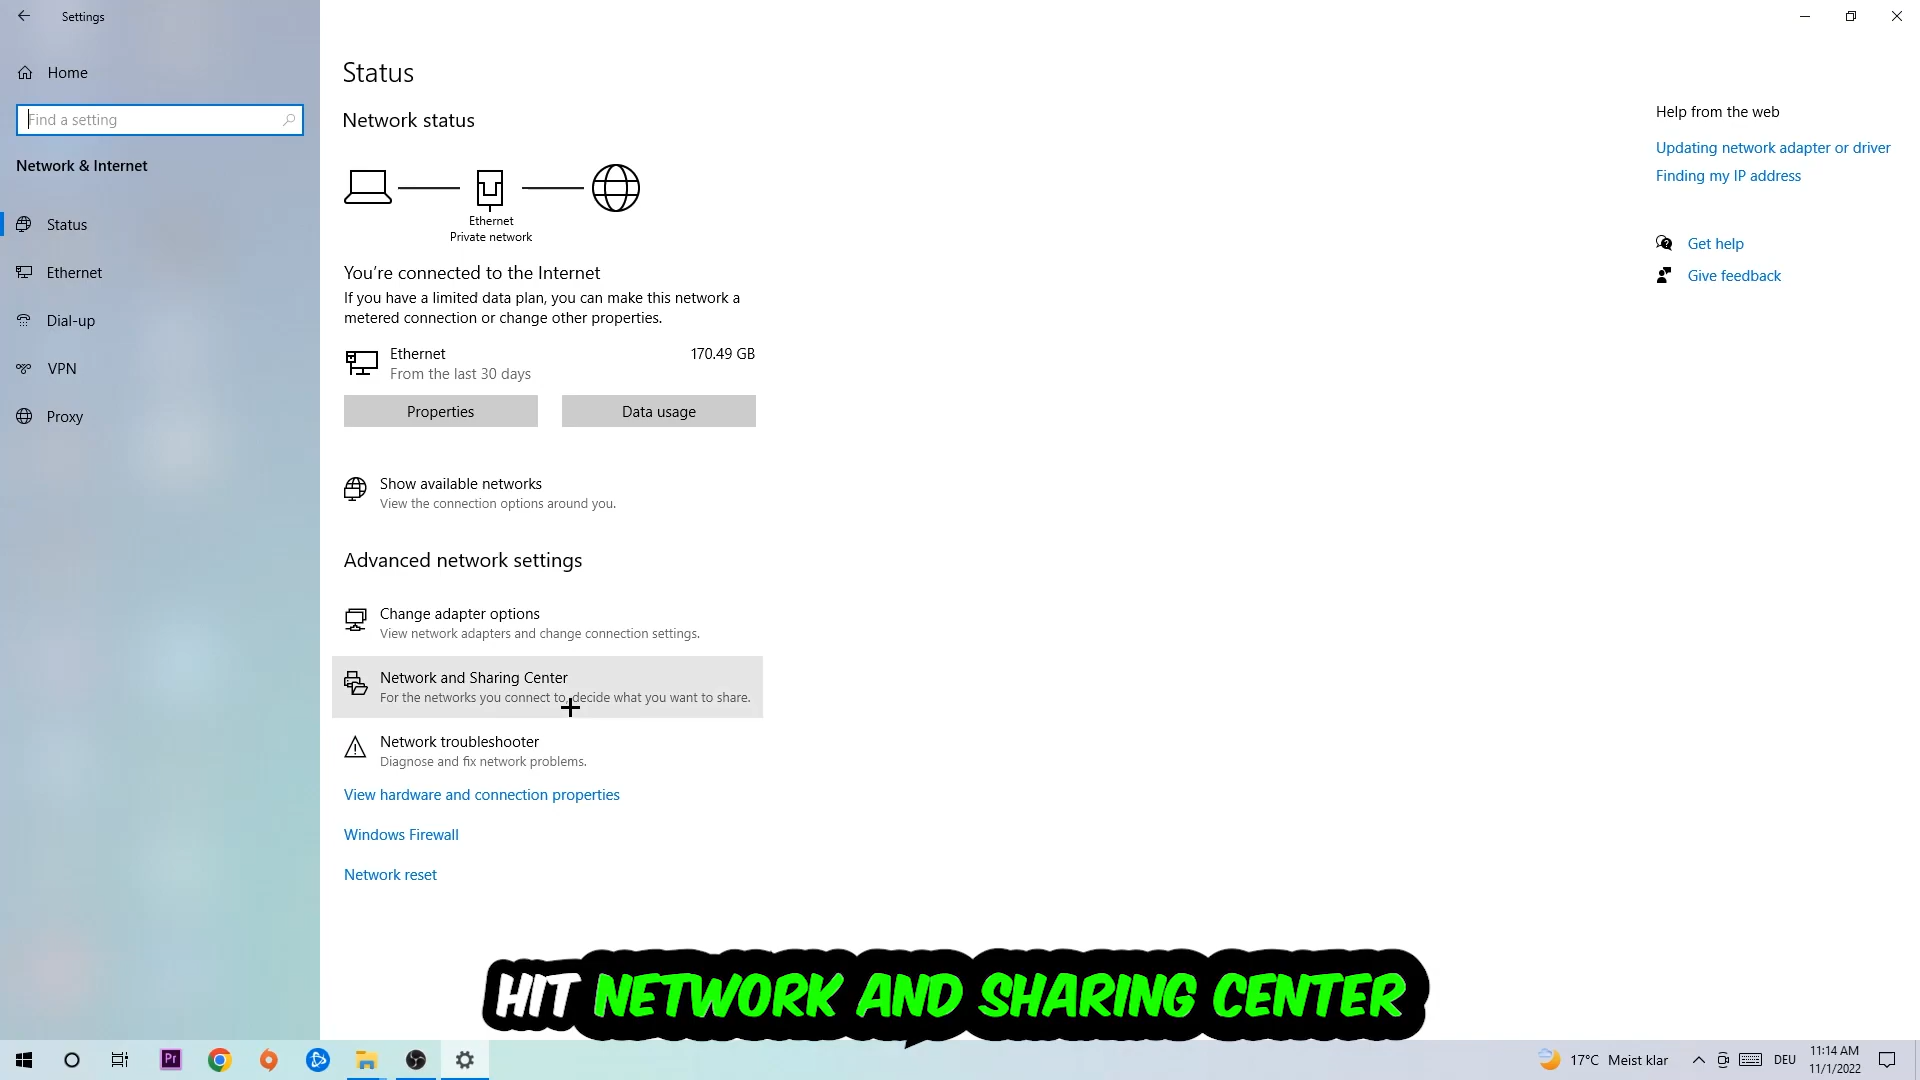 Settings
Home
Find a setting
Network & Internet
Status
Ethernet
Dial-up
VPN
Proxy
Status
Network status
Ethernet
Private network
You're connected to the Internet
If you have a limited data plan, you can make this network a
metered connection or change other properties.
Ethernet
170.49 GB
From the last 30 days
Properties
Data usage
Show available networks
View the connection options around you.
Advanced network settings
Change adapter options
View network adapters and change connection settings.
Network and Sharing Center
For the networks you connect to, decide what you want to share.
Network troubleshooter
Diagnose and fix network problems.
View hardware and connection properties
Windows Firewall
Network reset
Help from the web
Updating network adapter or driver
Finding my IP address
Get help
Give feedback
HIT NETWORK AND SHARING CENTER
Pr
17°C Meist klar
DEU
11:14 AM
11/1/2022